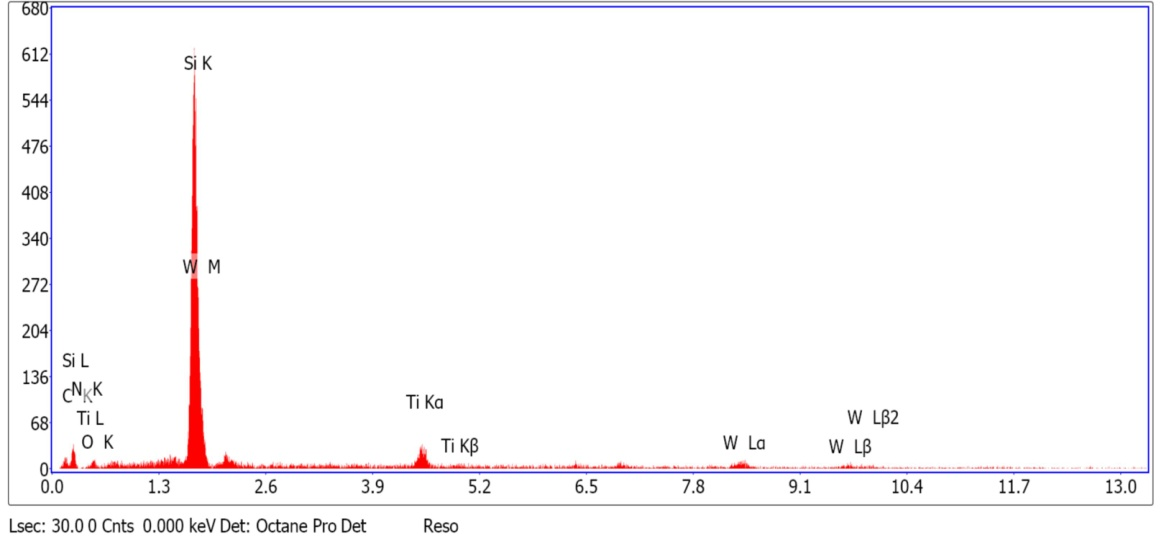 680
612
Si K
544
476
408
340
272
W M
204
Si L
136
C N K K
Ti Kα
Ti L
68
W Lβ2
O K
Ti Kβ
W Lα
W Lβ
0
0.0 1.3 2.6 3.9 5.2 6.5 7.8 9.1 10.4 11.7 13.0
Lsec: 30.0 0 Cnts 0.000 keV Det: Octane Pro Det Reso